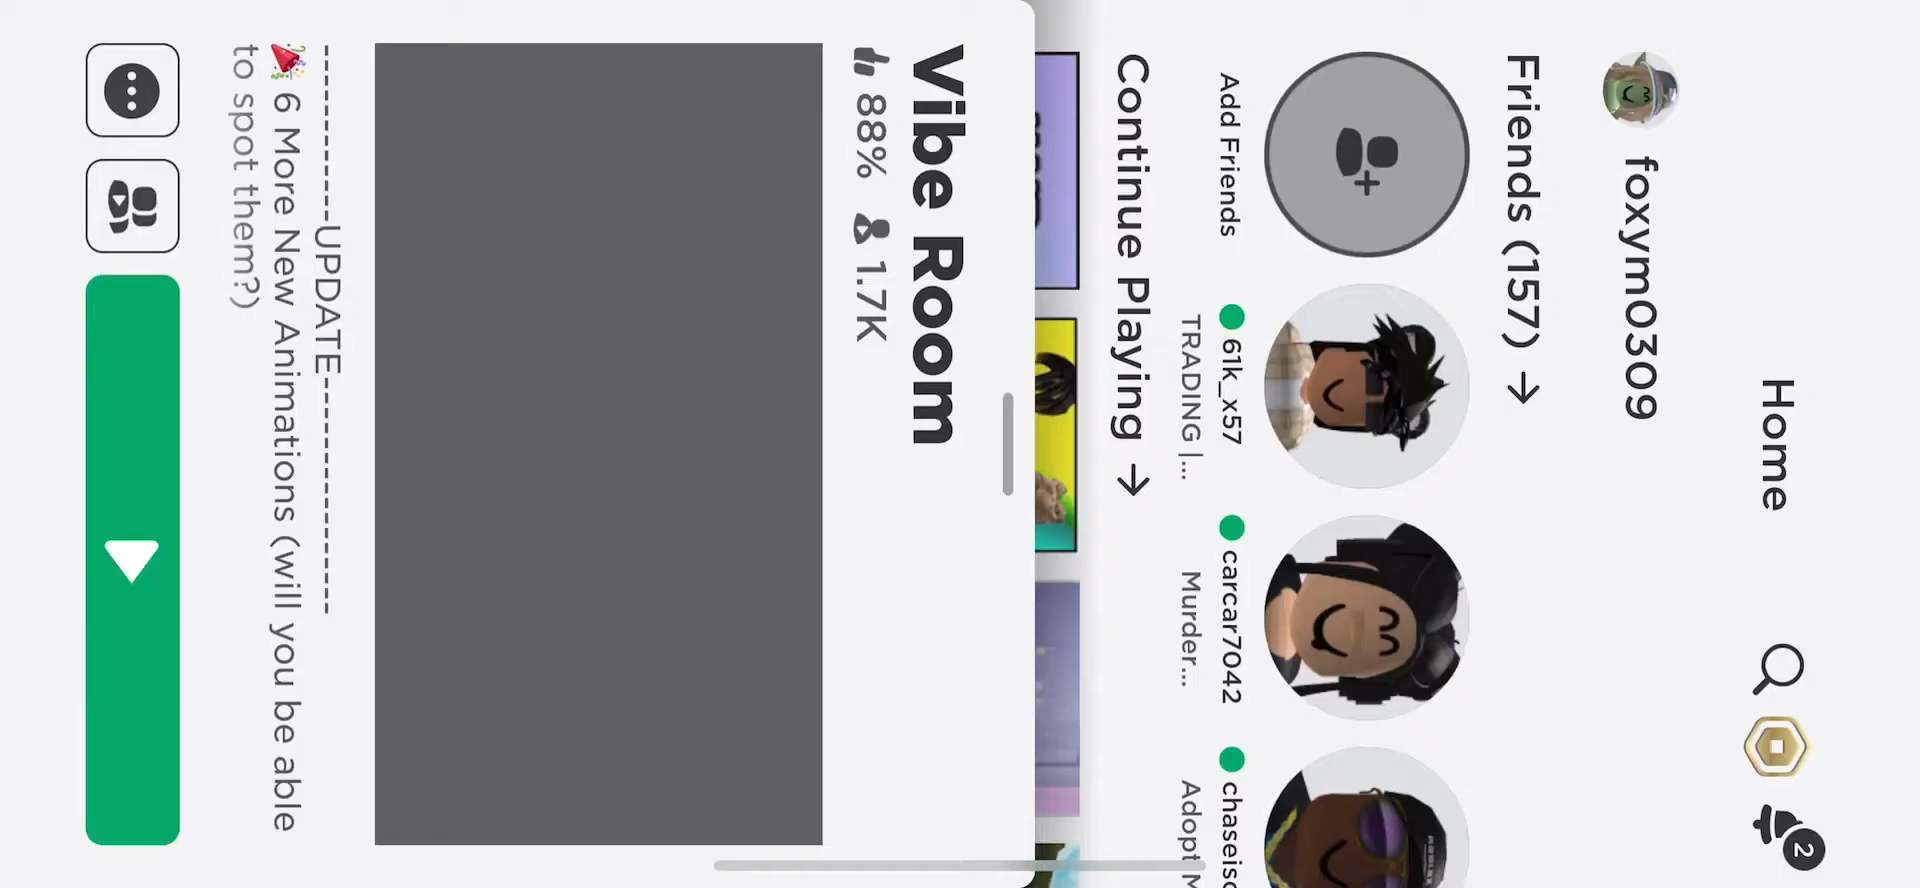 Home
2
foxym0309
Friends (157) →
Add Friends
61k_x57
TRADING |...
carcar7042
Murder...
Continue Playing →
Vibe Room
88% 1.7K
--------------UPDATE-------------------
🎉 6 More New Animations (will you be able
to spot them?)